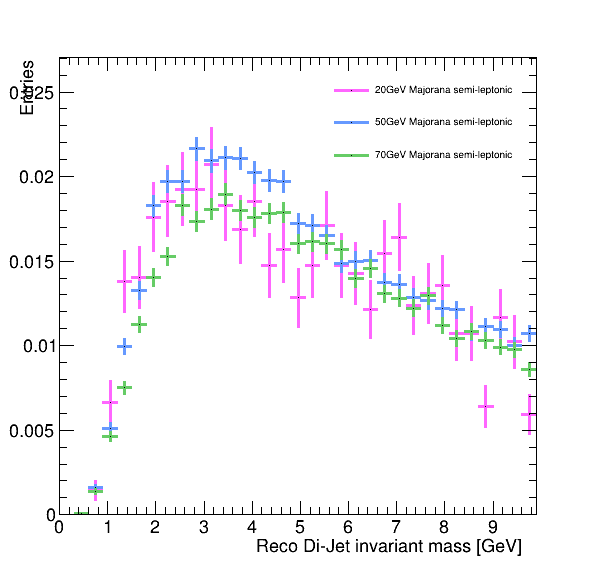 Entries
0.025
0.02
0.015
0.01
0.005
0
20GeV Majorana semi-leptonic
50GeV Majorana semi-leptonic
70GeV Majorana semi-leptonic
0 1 2 3 4 5 6 7 8 9
Reco Di-Jet invariant mass [GeV]